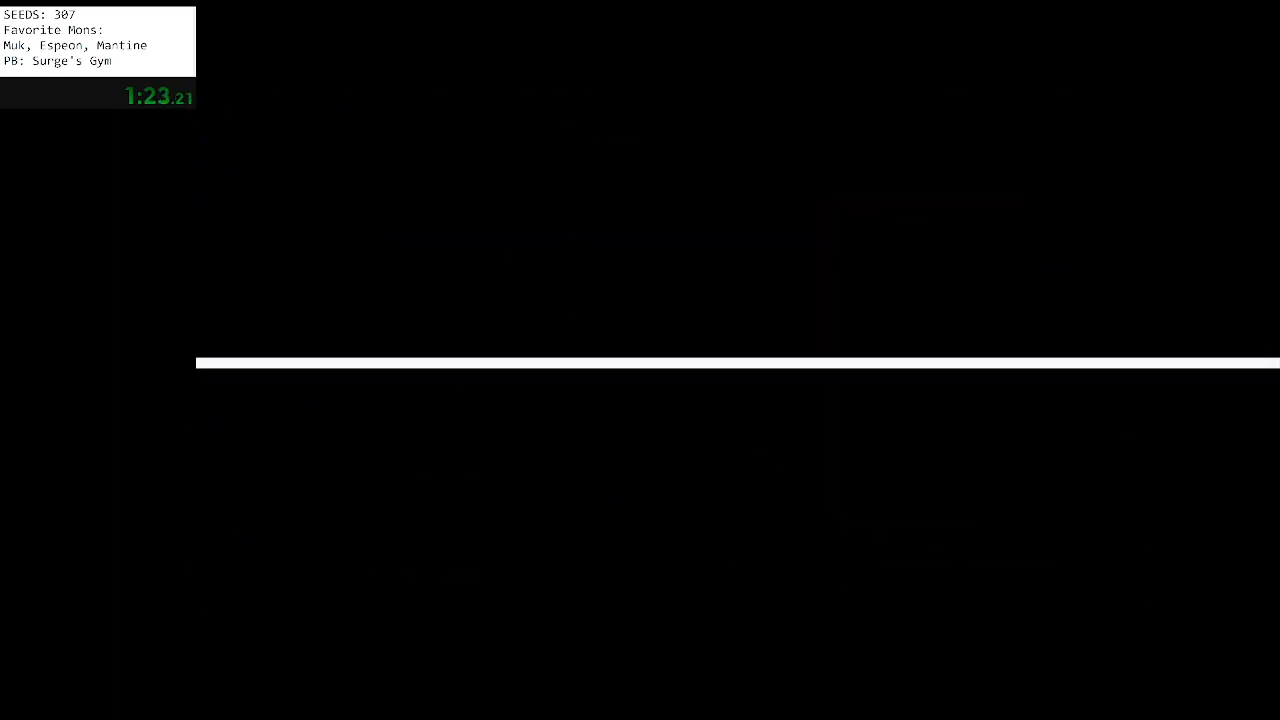 SEEDS: 307
Favorite Mons:
Muk, Espeon, Mantine
PB: Surge's Gym
1:23.21